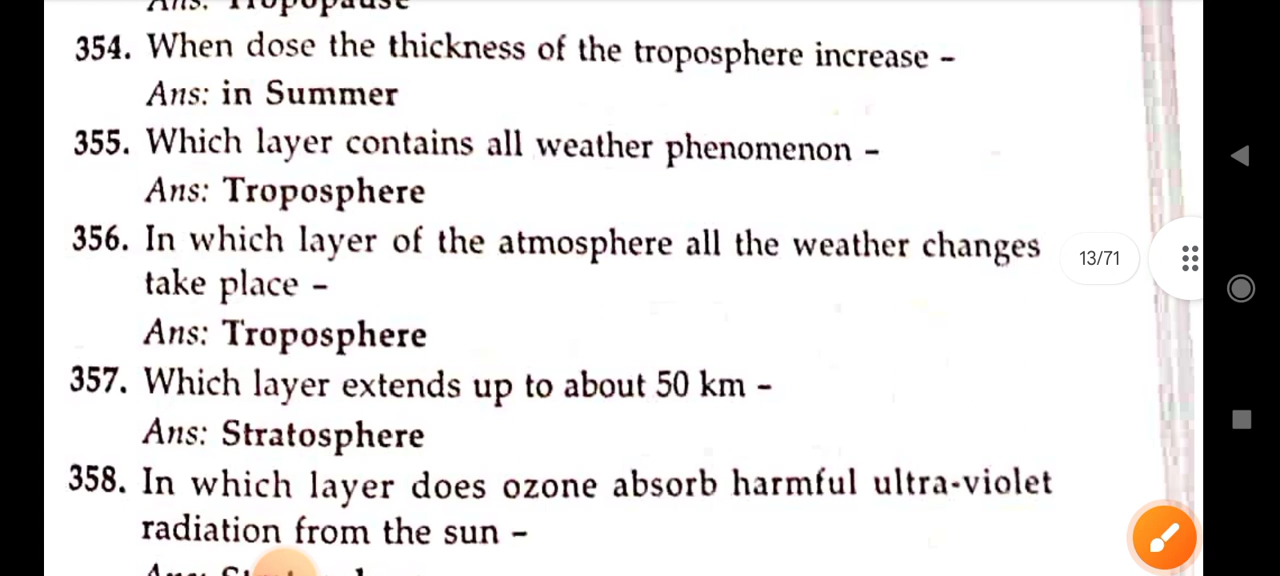 Ans: Tropopause
354. When dose the thickness of the troposphere increase –
Ans: in Summer
355. Which layer contains all weather phenomenon –
Ans: Troposphere
356. In which layer of the atmosphere all the weather changes
take place –
Ans: Troposphere
13/71
357. Which layer extends up to about 50 km –
Ans: Stratosphere
358. In which layer does ozone absorb harmful ultra-violet
radiation from the sun –
Ans: